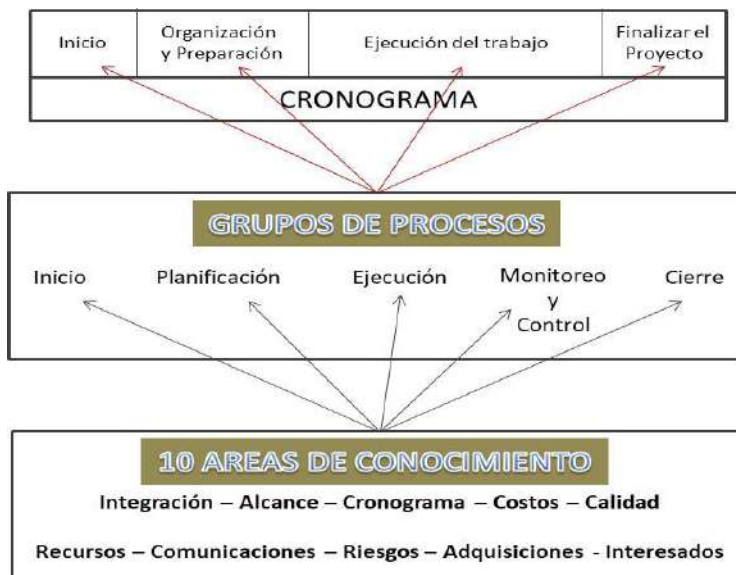 Inicio
Organización
y Preparación
Ejecución del trabajo
Finalizar el
Proyecto
CRONOGRAMA
GRUPOS DE PROCESOS
Inicio
Planificación
Ejecución
Monitoreo
y
Control
Cierre
10 AREAS DE CONOCIMIENTO
Integración – Alcance – Cronograma – Costos – Calidad
Recursos – Comunicaciones – Riesgos – Adquisiciones - Interesados